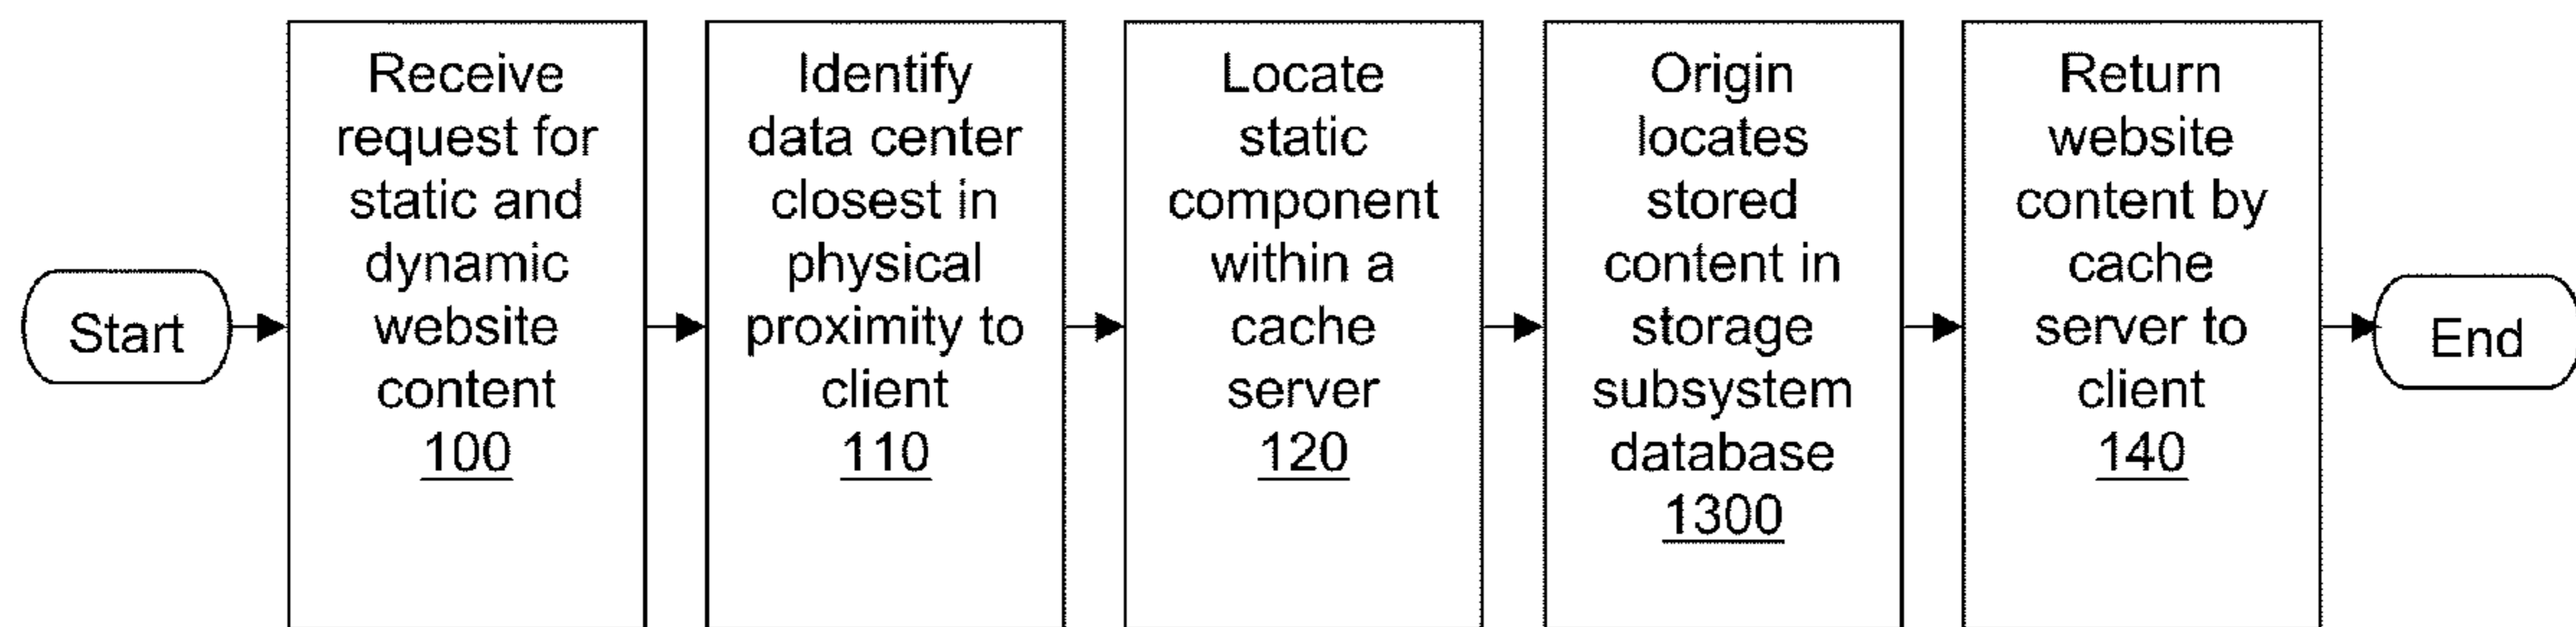 Start
Receive
request for
static and
dynamic
website
content
100
Identify
data center
closest in
physical
proximity to
client
110
Locate
static
component
within a
cache
server
120
Origin
locates
stored
content in
storage
subsystem
database
1300
Return
website
content by
cache
server to
client
140
End